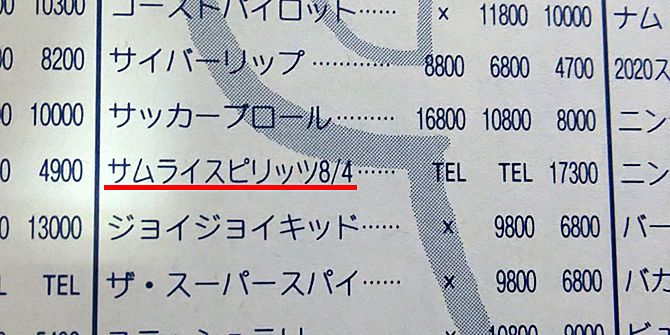 10300 ゴーストパイロット…… × 11800 10000 ナム
8200 サイバーリップ………… 8800 6800 4700 2020ス
10000 サッカーブロール……… 16800 10800 8000 ニン
4900 サムライスピリッツ8/4…… TEL TEL 17300 ニン
13000 ジョイジョイキッド…… × 9800 6800 バー
TEL ザ・スーパースパイ…… × 9800 6800 バカ